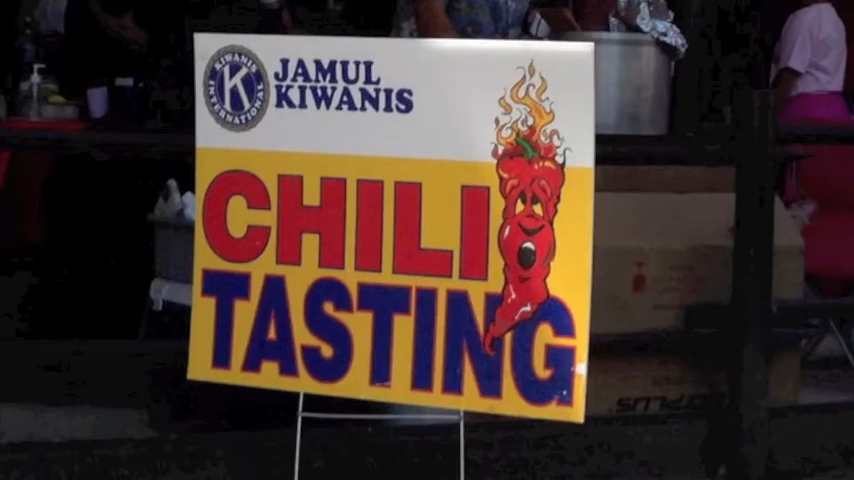 KIWANIS
K
INTERNATIONAL
JAMUL
KIWANIS
CHILI
TASTING